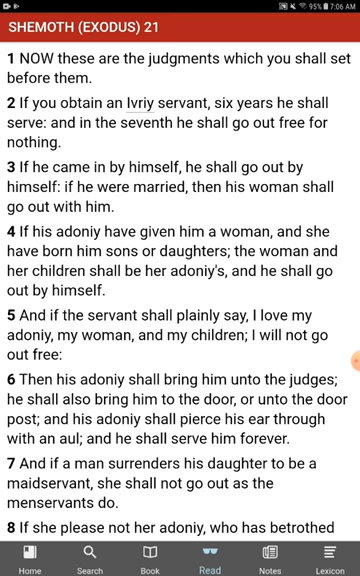 95% 7:06 AM
SHEMOTH (EXODUS) 21
1 NOW these are the judgments which you shall set
before them.
2 If you obtain an Ivriy servant, six years he shall
serve: and in the seventh he shall go out free for
nothing.
3 If he came in by himself, he shall go out by
himself: if he were married, then his woman shall
go out with him.
4 If his adoniy have given him a woman, and she
have born him sons or daughters; the woman and
her children shall be her adoniy's, and he shall go
out by himself.
5 And if the servant shall plainly say, I love my
adoniy, my woman, and my children; I will not go
out free:
6 Then his adoniy shall bring him unto the judges;
he shall also bring him to the door, or unto the door
post; and his adoniy shall pierce his ear through
with an aul; and he shall serve him forever.
7 And if a man surrenders his daughter to be a
maidservant, she shall not go out as the
menservants do.
8 If she please not her adoniy, who has betrothed
Home Search Book Read Notes Lexicon